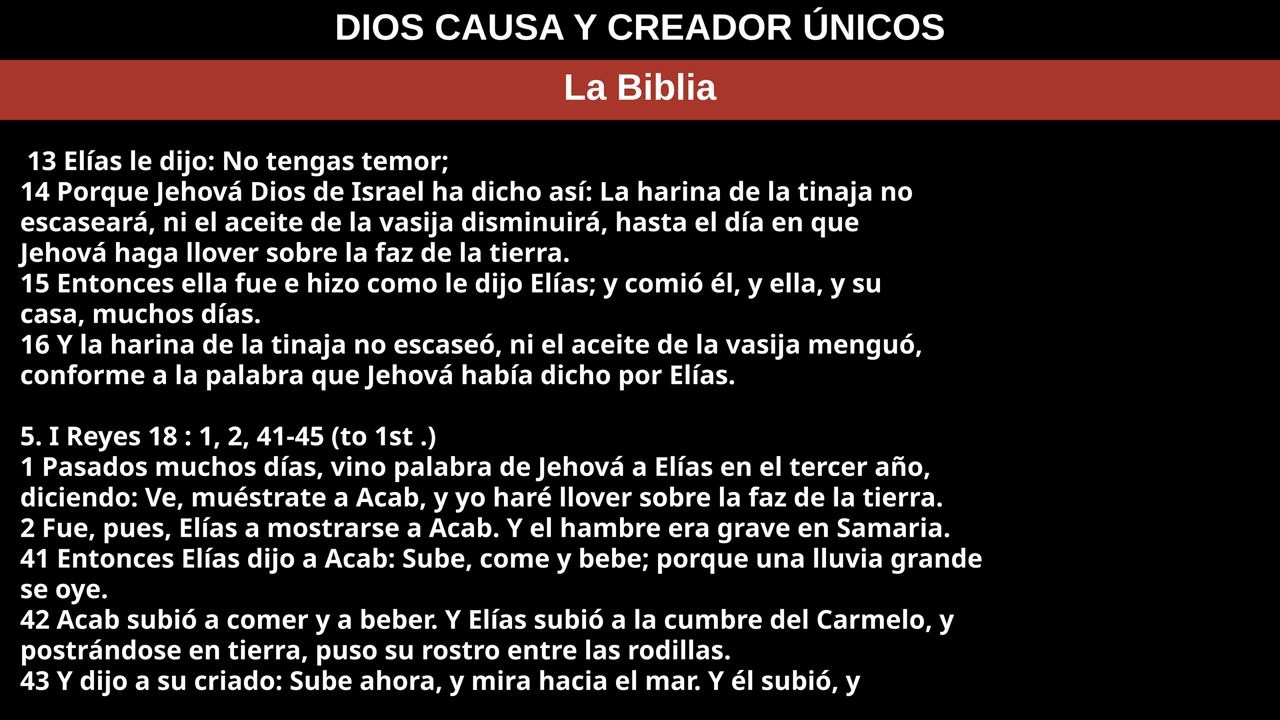 DIOS CAUSA Y CREADOR ÚNICOS
La Biblia
13 Elías le dijo: No tengas temor;
14 Porque Jehová Dios de Israel ha dicho así: La harina de la tinaja no
escaseará, ni el aceite de la vasija disminuirá, hasta el día en que
Jehová haga llover sobre la faz de la tierra.
15 Entonces ella fue e hizo como le dijo Elías; y comió él, y ella, y su
casa, muchos días.
16 Y la harina de la tinaja no escaseó, ni el aceite de la vasija menguó,
conforme a la palabra que Jehová había dicho por Elías.
5. I Reyes 18 : 1, 2, 41-45 (to 1st .)
1 Pasados muchos días, vino palabra de Jehová a Elías en el tercer año,
diciendo: Ve, muéstrate a Acab, y yo haré llover sobre la faz de la tierra.
2 Fue, pues, Elías a mostrarse a Acab. Y el hambre era grave en Samaria.
41 Entonces Elías dijo a Acab: Sube, come y bebe; porque una lluvia grande
se oye.
42 Acab subió a comer y a beber. Y Elías subió a la cumbre del Carmelo, y
postrándose en tierra, puso su rostro entre las rodillas.
43 Y dijo a su criado: Sube ahora, y mira hacia el mar. Y él subió, y